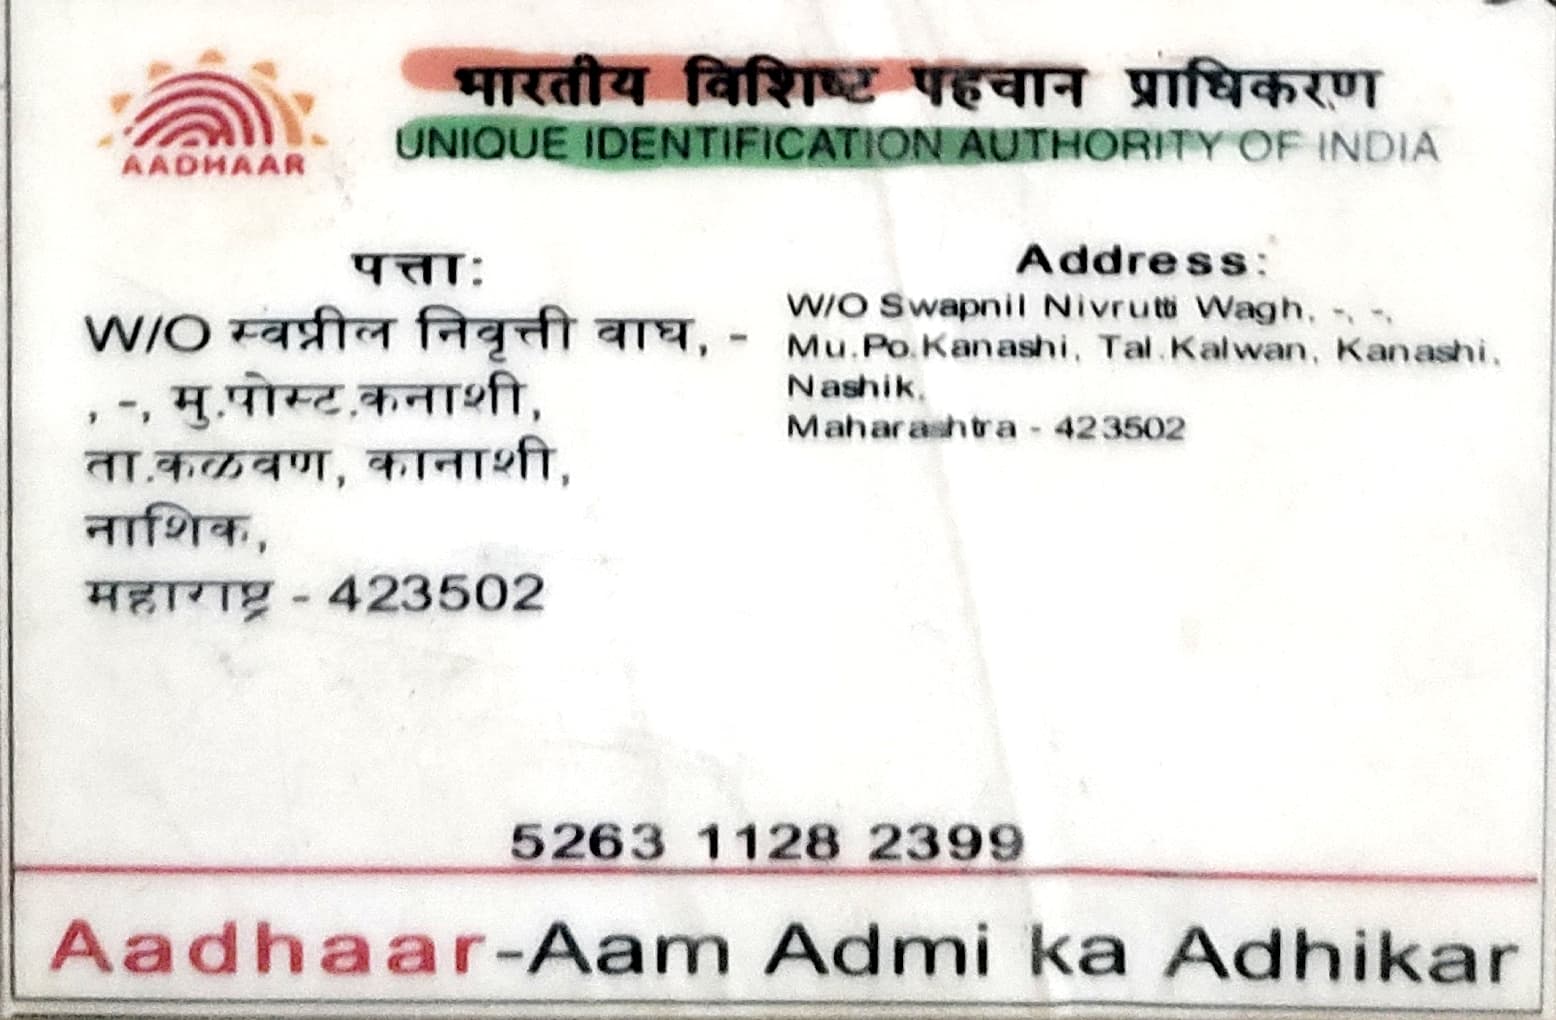 भारतीय विशिष्ट पहचान प्राधिकरण
UNIQUE IDENTIFICATION AUTHORITY OF INDIA
AADHAAR
पत्ता:
W/O स्वप्नील निवृत्ती वाघ, -
, -, मु.पोस्ट.कनाशी,
ता.कळवण, कानाशी,
नाशिक,
महाराष्ट्र - 423502
Address:
W/O Swapnil Nivrutti Wagh, -, -,
Mu.Po.Kanashi, Tal.Kalwan, Kanashi,
Nashik,
Maharashtra - 423502
5263 1128 2399
Aadhaar-Aam Admi ka Adhikar